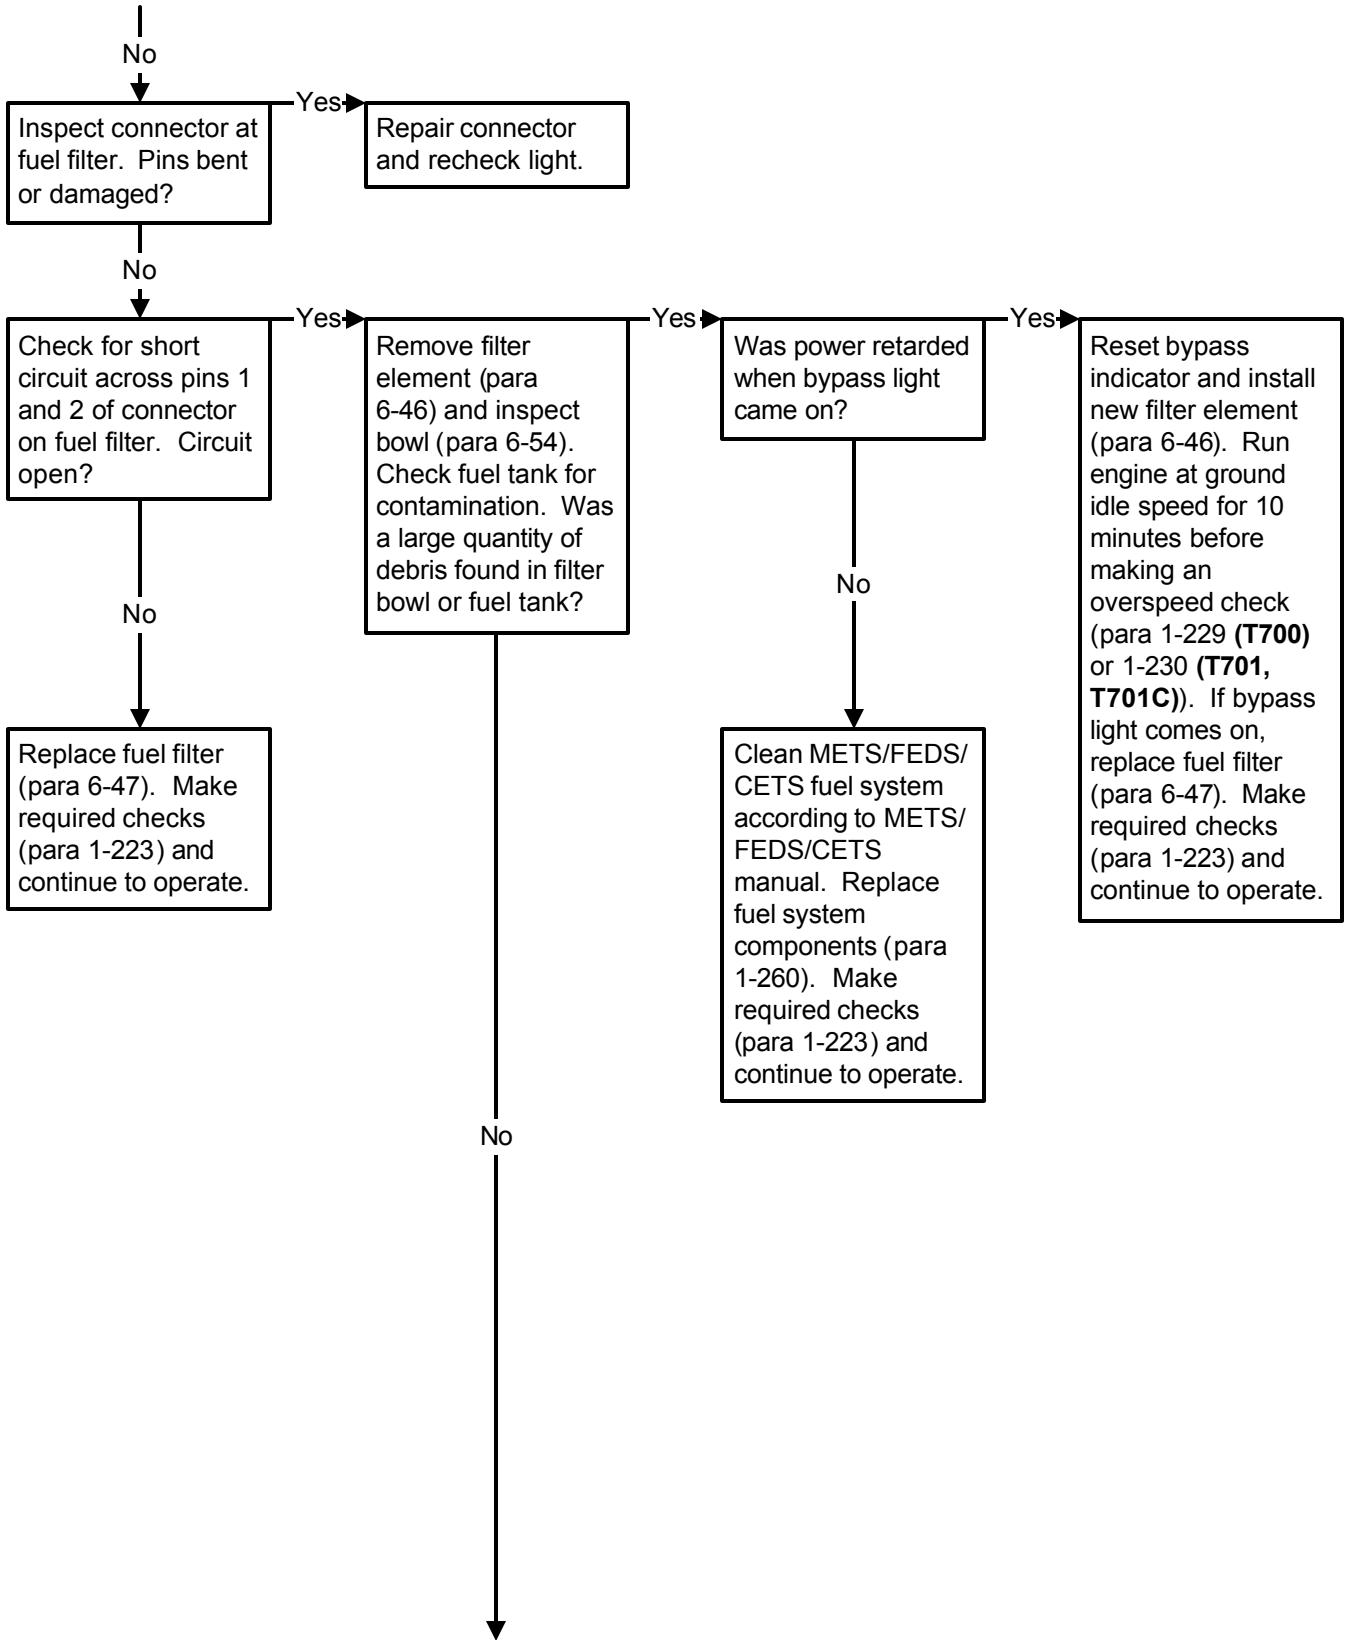 No
Inspect connector at
fuel filter.  Pins bent
or damaged?
Yes
Repair connector
and recheck light.
No
Check for short
circuit across pins 1
and 2 of connector
on fuel filter.  Circuit
open?
Yes
Remove filter
element (para
6-46) and inspect
bowl (para 6-54).
Check fuel tank for
contamination.  Was
a large quantity of
debris found in filter
bowl or fuel tank?
Yes
Was power retarded
when bypass light
came on?
Yes
Reset bypass
indicator and install
new filter element
(para 6-46).  Run
engine at ground
idle speed for 10
minutes before
making an
overspeed check
(para 1-229 (T700)
or 1-230 (T701,
T701C)).  If bypass
light comes on,
replace fuel filter
(para 6-47).  Make
required checks
(para 1-223) and
continue to operate.
No
Replace fuel filter
(para 6-47).  Make
required checks
(para 1-223) and
continue to operate.
No
Clean METS/FEDS/
CETS fuel system
according to METS/
FEDS/CETS
manual.  Replace
fuel system
components (para
1-260).  Make
required checks
(para 1-223) and
continue to operate.
No